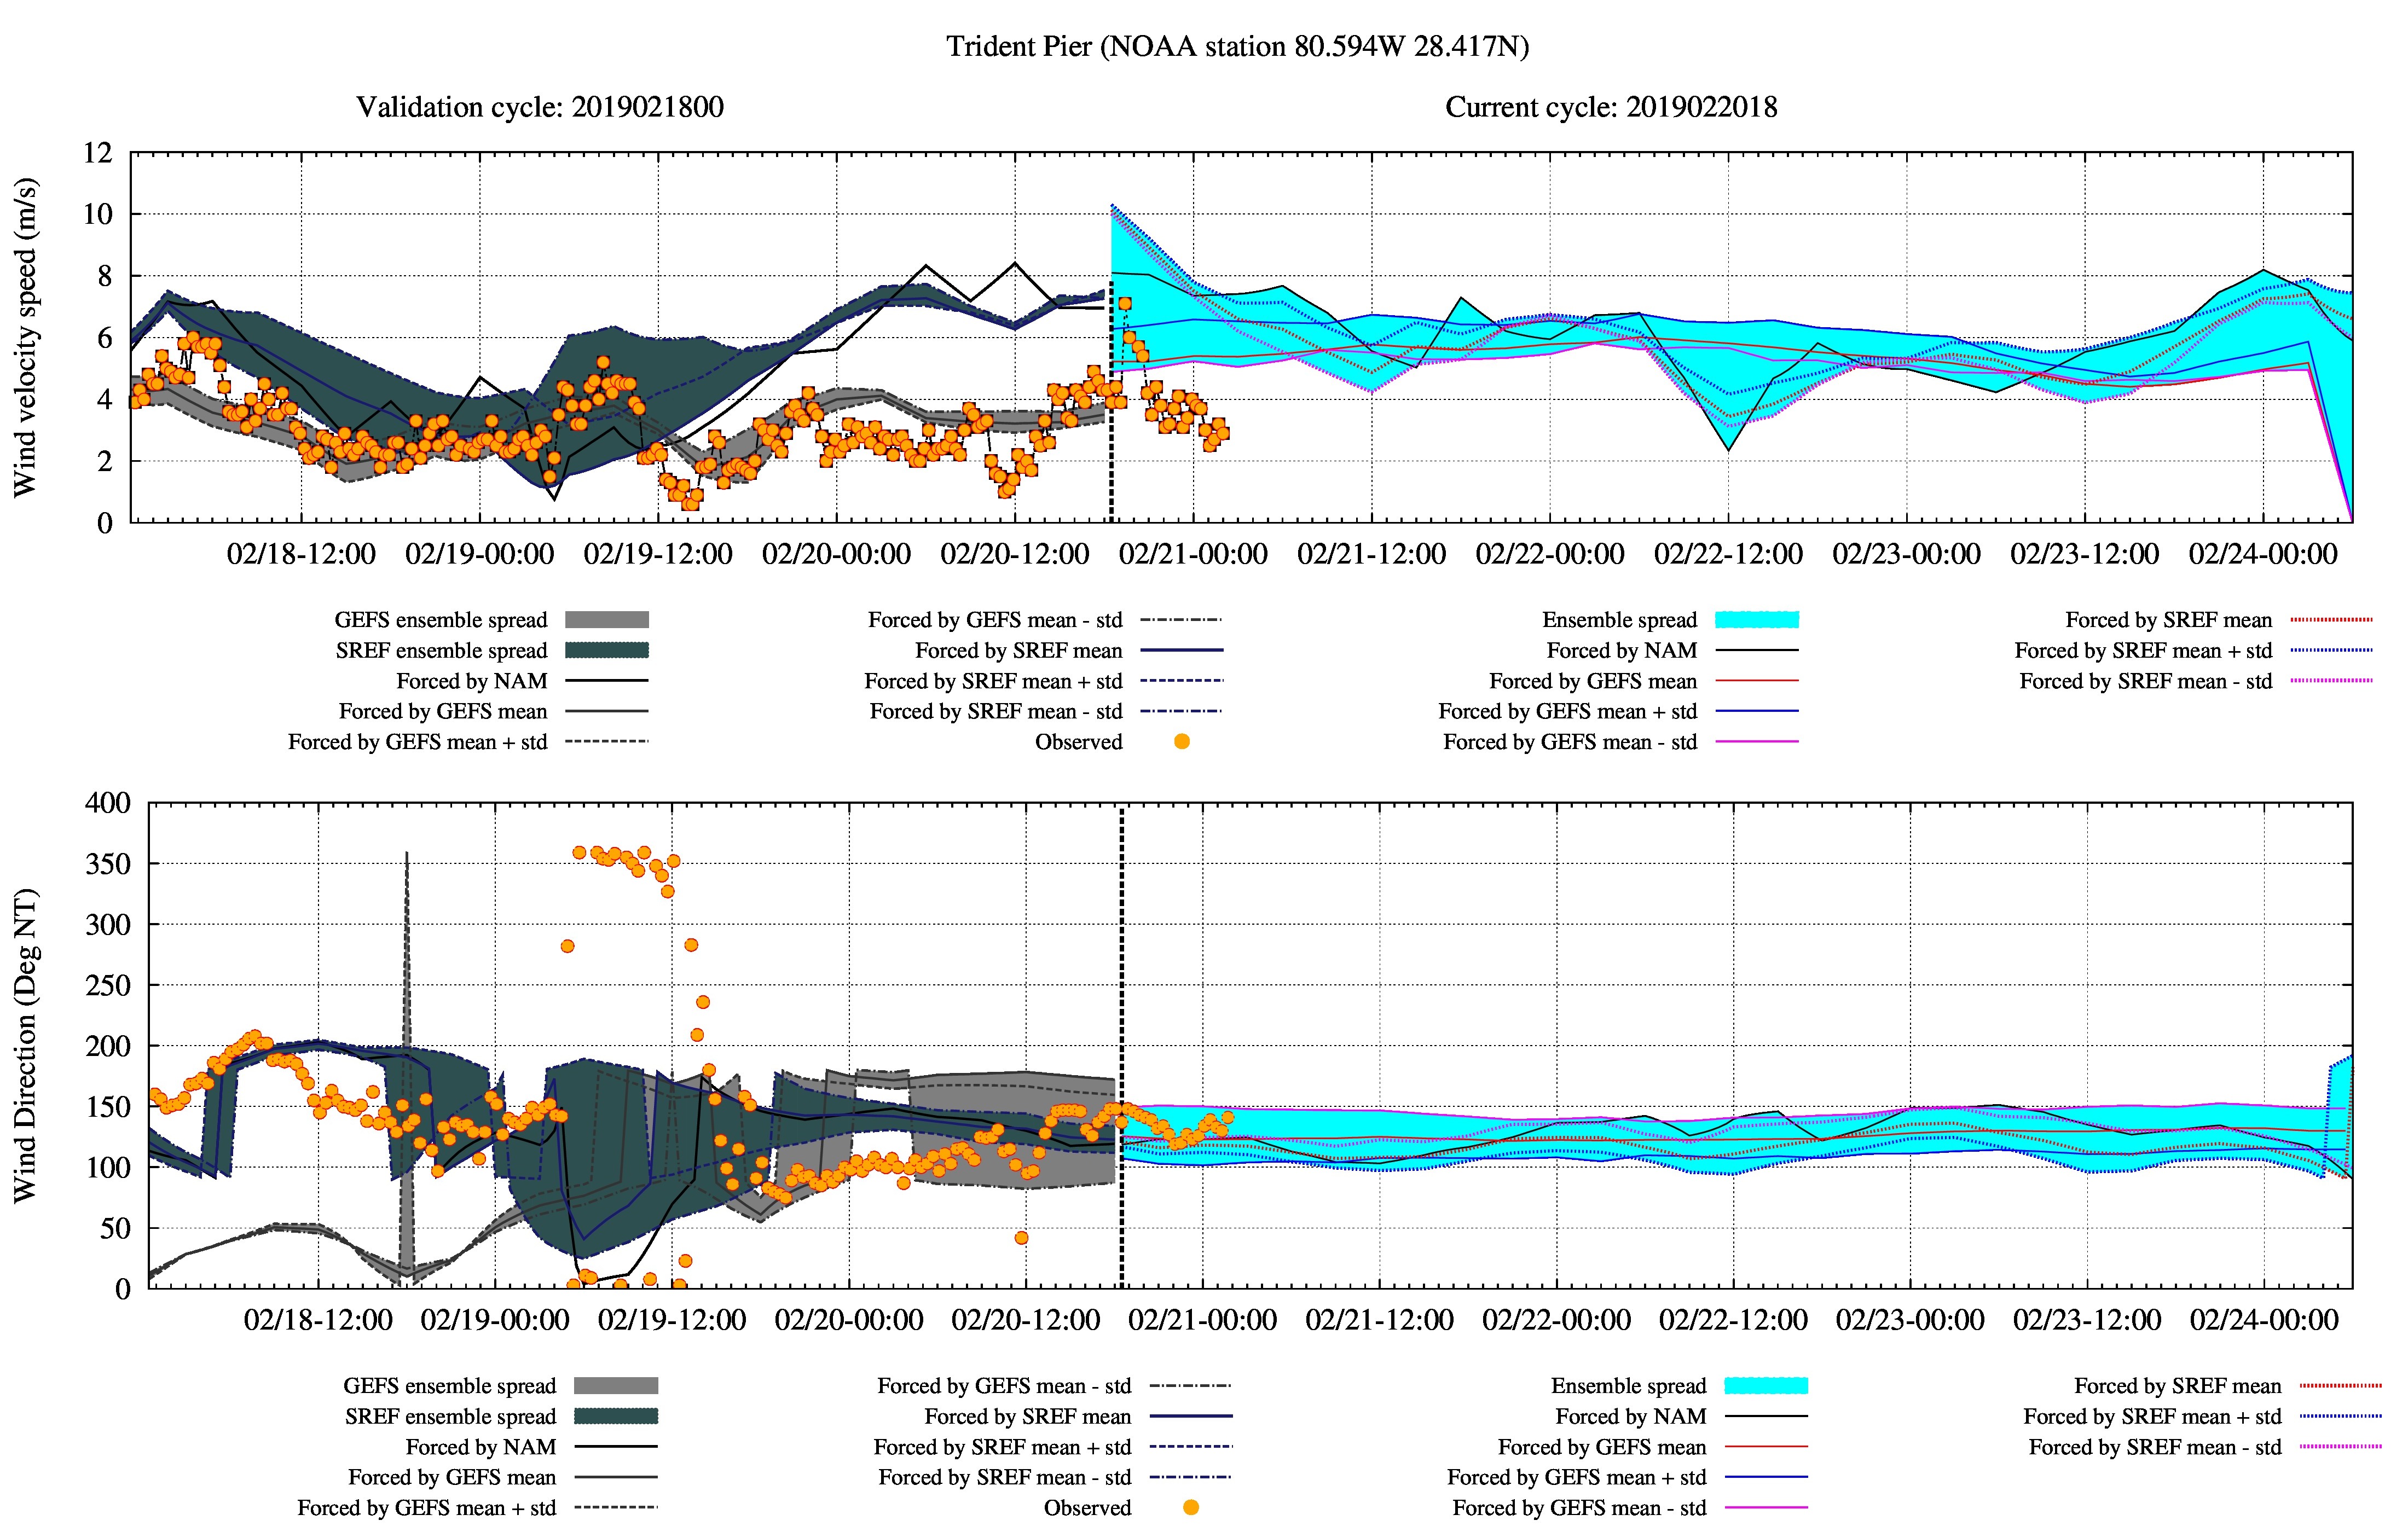 Trident Pier (NOAA station 80.594W 28.417N)
Validation cycle: 2019021800
Current cycle: 2019022018
Wind velocity speed (m/s)
12
10
8
6
4
2
0
02/18-12:00 02/19-00:00 02/19-12:00 02/20-00:00 02/20-12:00 02/21-00:00 02/21-12:00 02/22-00:00 02/22-12:00 02/23-00:00 02/23-12:00 02/24-00:00
GEFS ensemble spread
SREF ensemble spread
Forced by NAM
Forced by GEFS mean
Forced by GEFS mean + std
Forced by GEFS mean - std
Forced by SREF mean
Forced by SREF mean + std
Forced by SREF mean - std
Observed
Ensemble spread
Forced by NAM
Forced by GEFS mean
Forced by GEFS mean + std
Forced by GEFS mean - std
Forced by SREF mean
Forced by SREF mean + std
Forced by SREF mean - std
Wind Direction (Deg NT)
400
350
300
250
200
150
100
50
0
02/18-12:00 02/19-00:00 02/19-12:00 02/20-00:00 02/20-12:00 02/21-00:00 02/21-12:00 02/22-00:00 02/22-12:00 02/23-00:00 02/23-12:00 02/24-00:00
GEFS ensemble spread
SREF ensemble spread
Forced by NAM
Forced by GEFS mean
Forced by GEFS mean + std
Forced by GEFS mean - std
Forced by SREF mean
Forced by SREF mean + std
Forced by SREF mean - std
Observed
Ensemble spread
Forced by NAM
Forced by GEFS mean
Forced by GEFS mean + std
Forced by GEFS mean - std
Forced by SREF mean
Forced by SREF mean + std
Forced by SREF mean - std